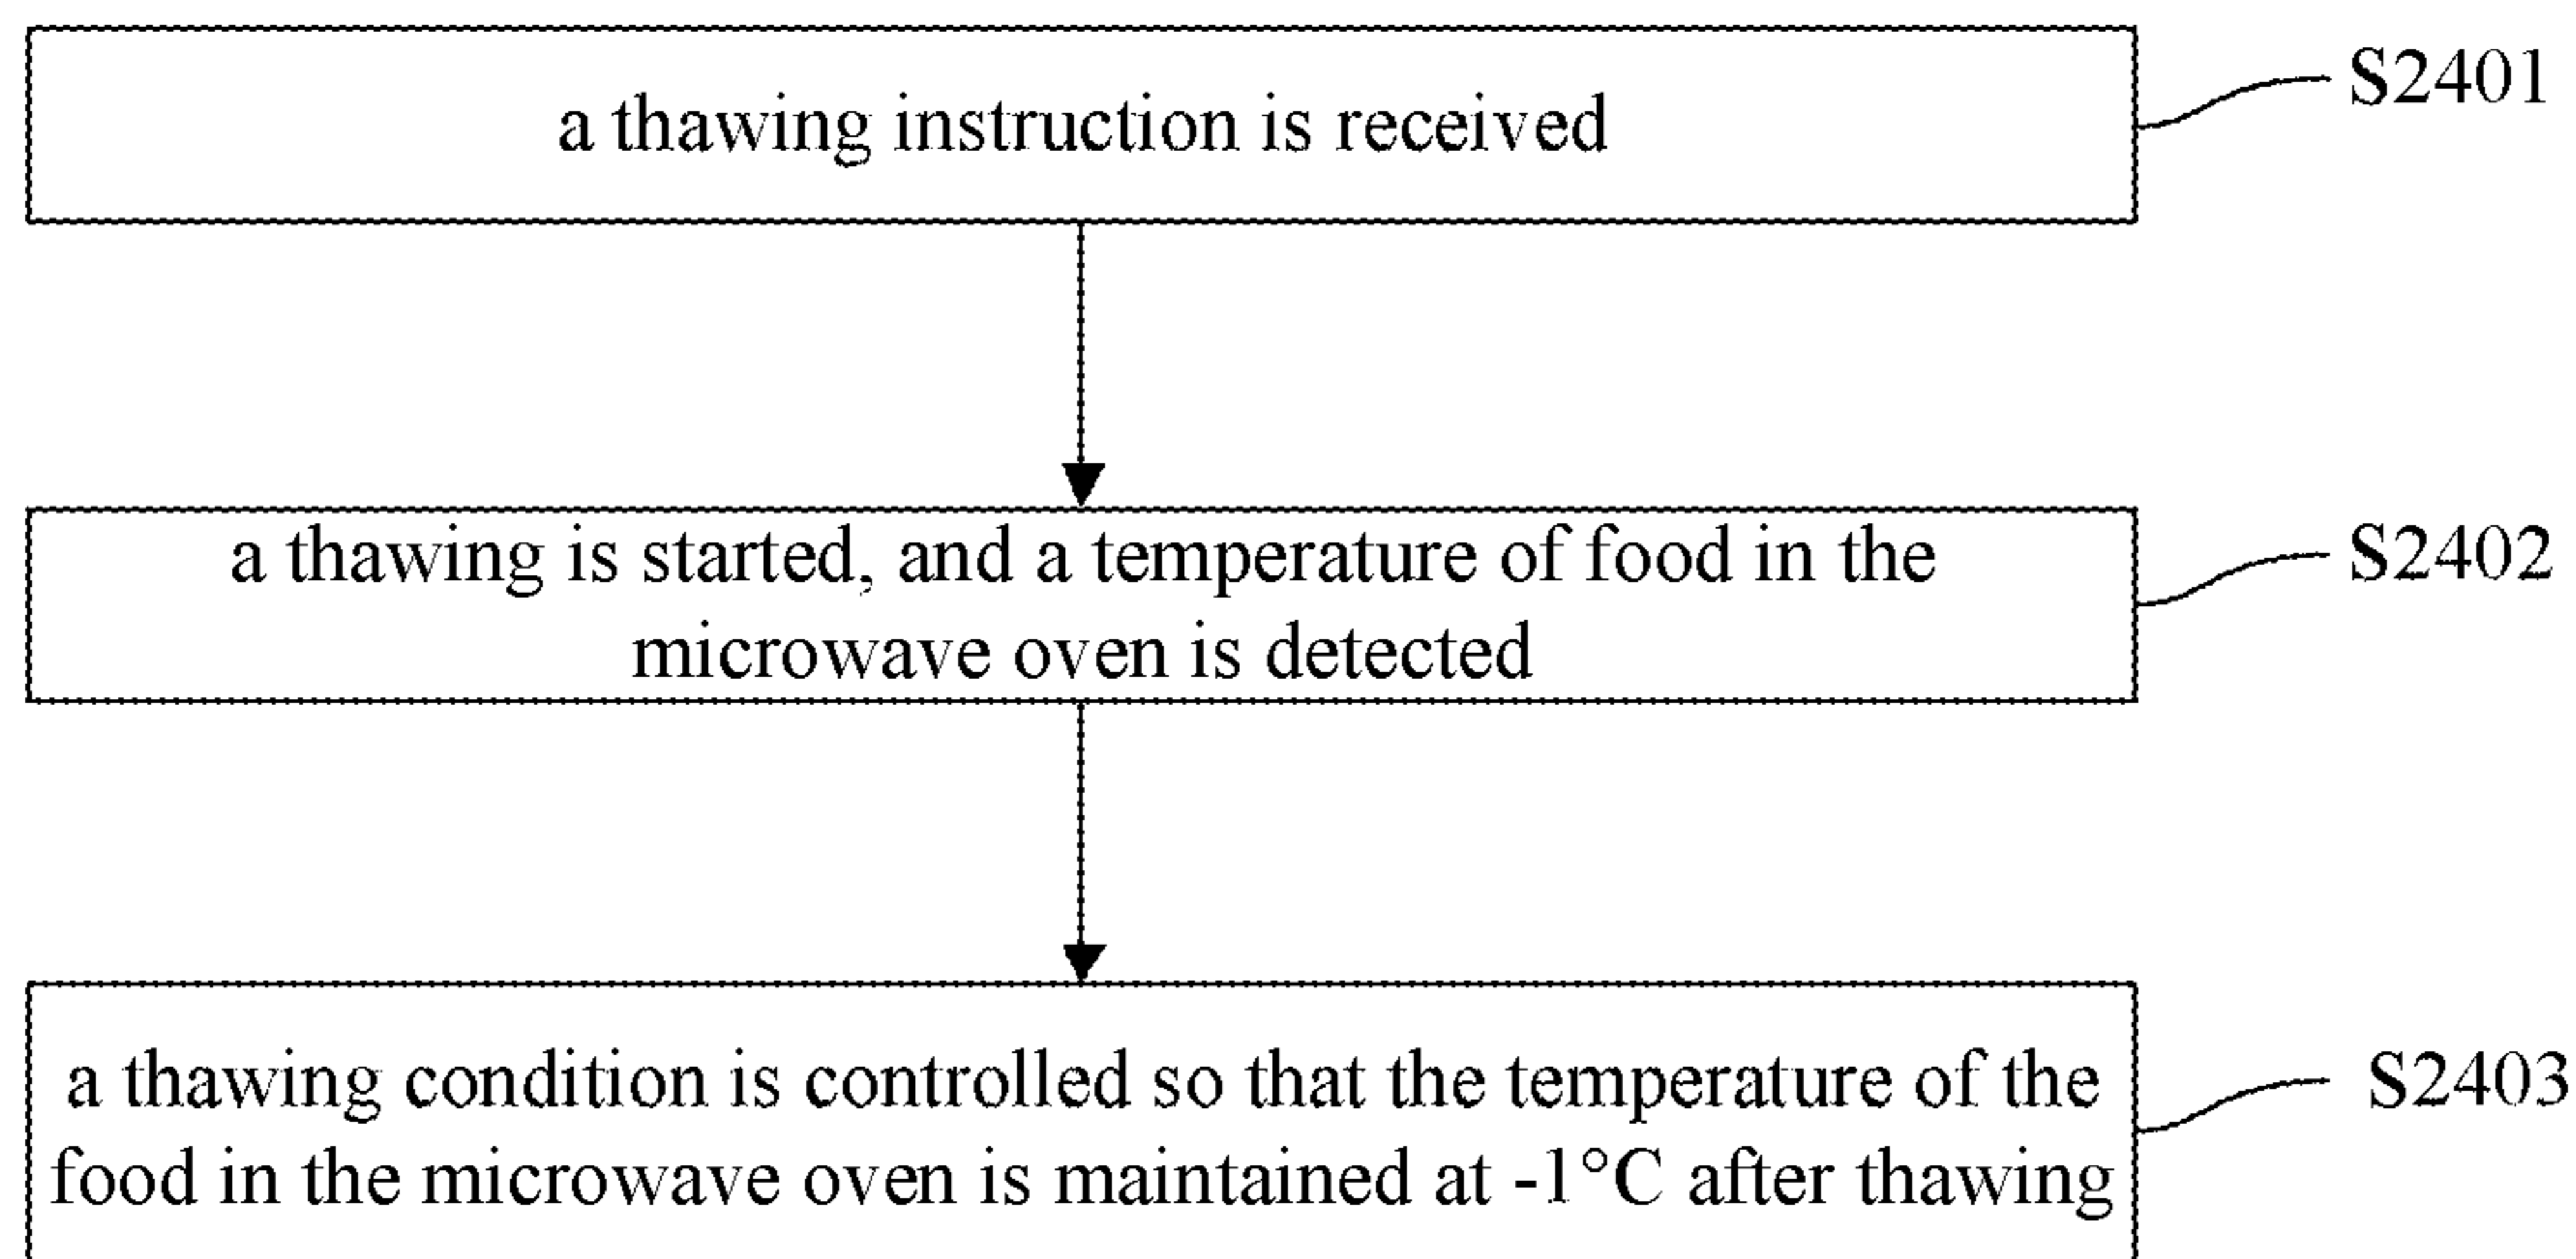 a thawing instruction is received
S2401
a thawing is started, and a temperature of food in the
microwave oven is detected
S2402
a thawing condition is controlled so that the temperature of the
food in the microwave oven is maintained at -1°C after thawing
S2403